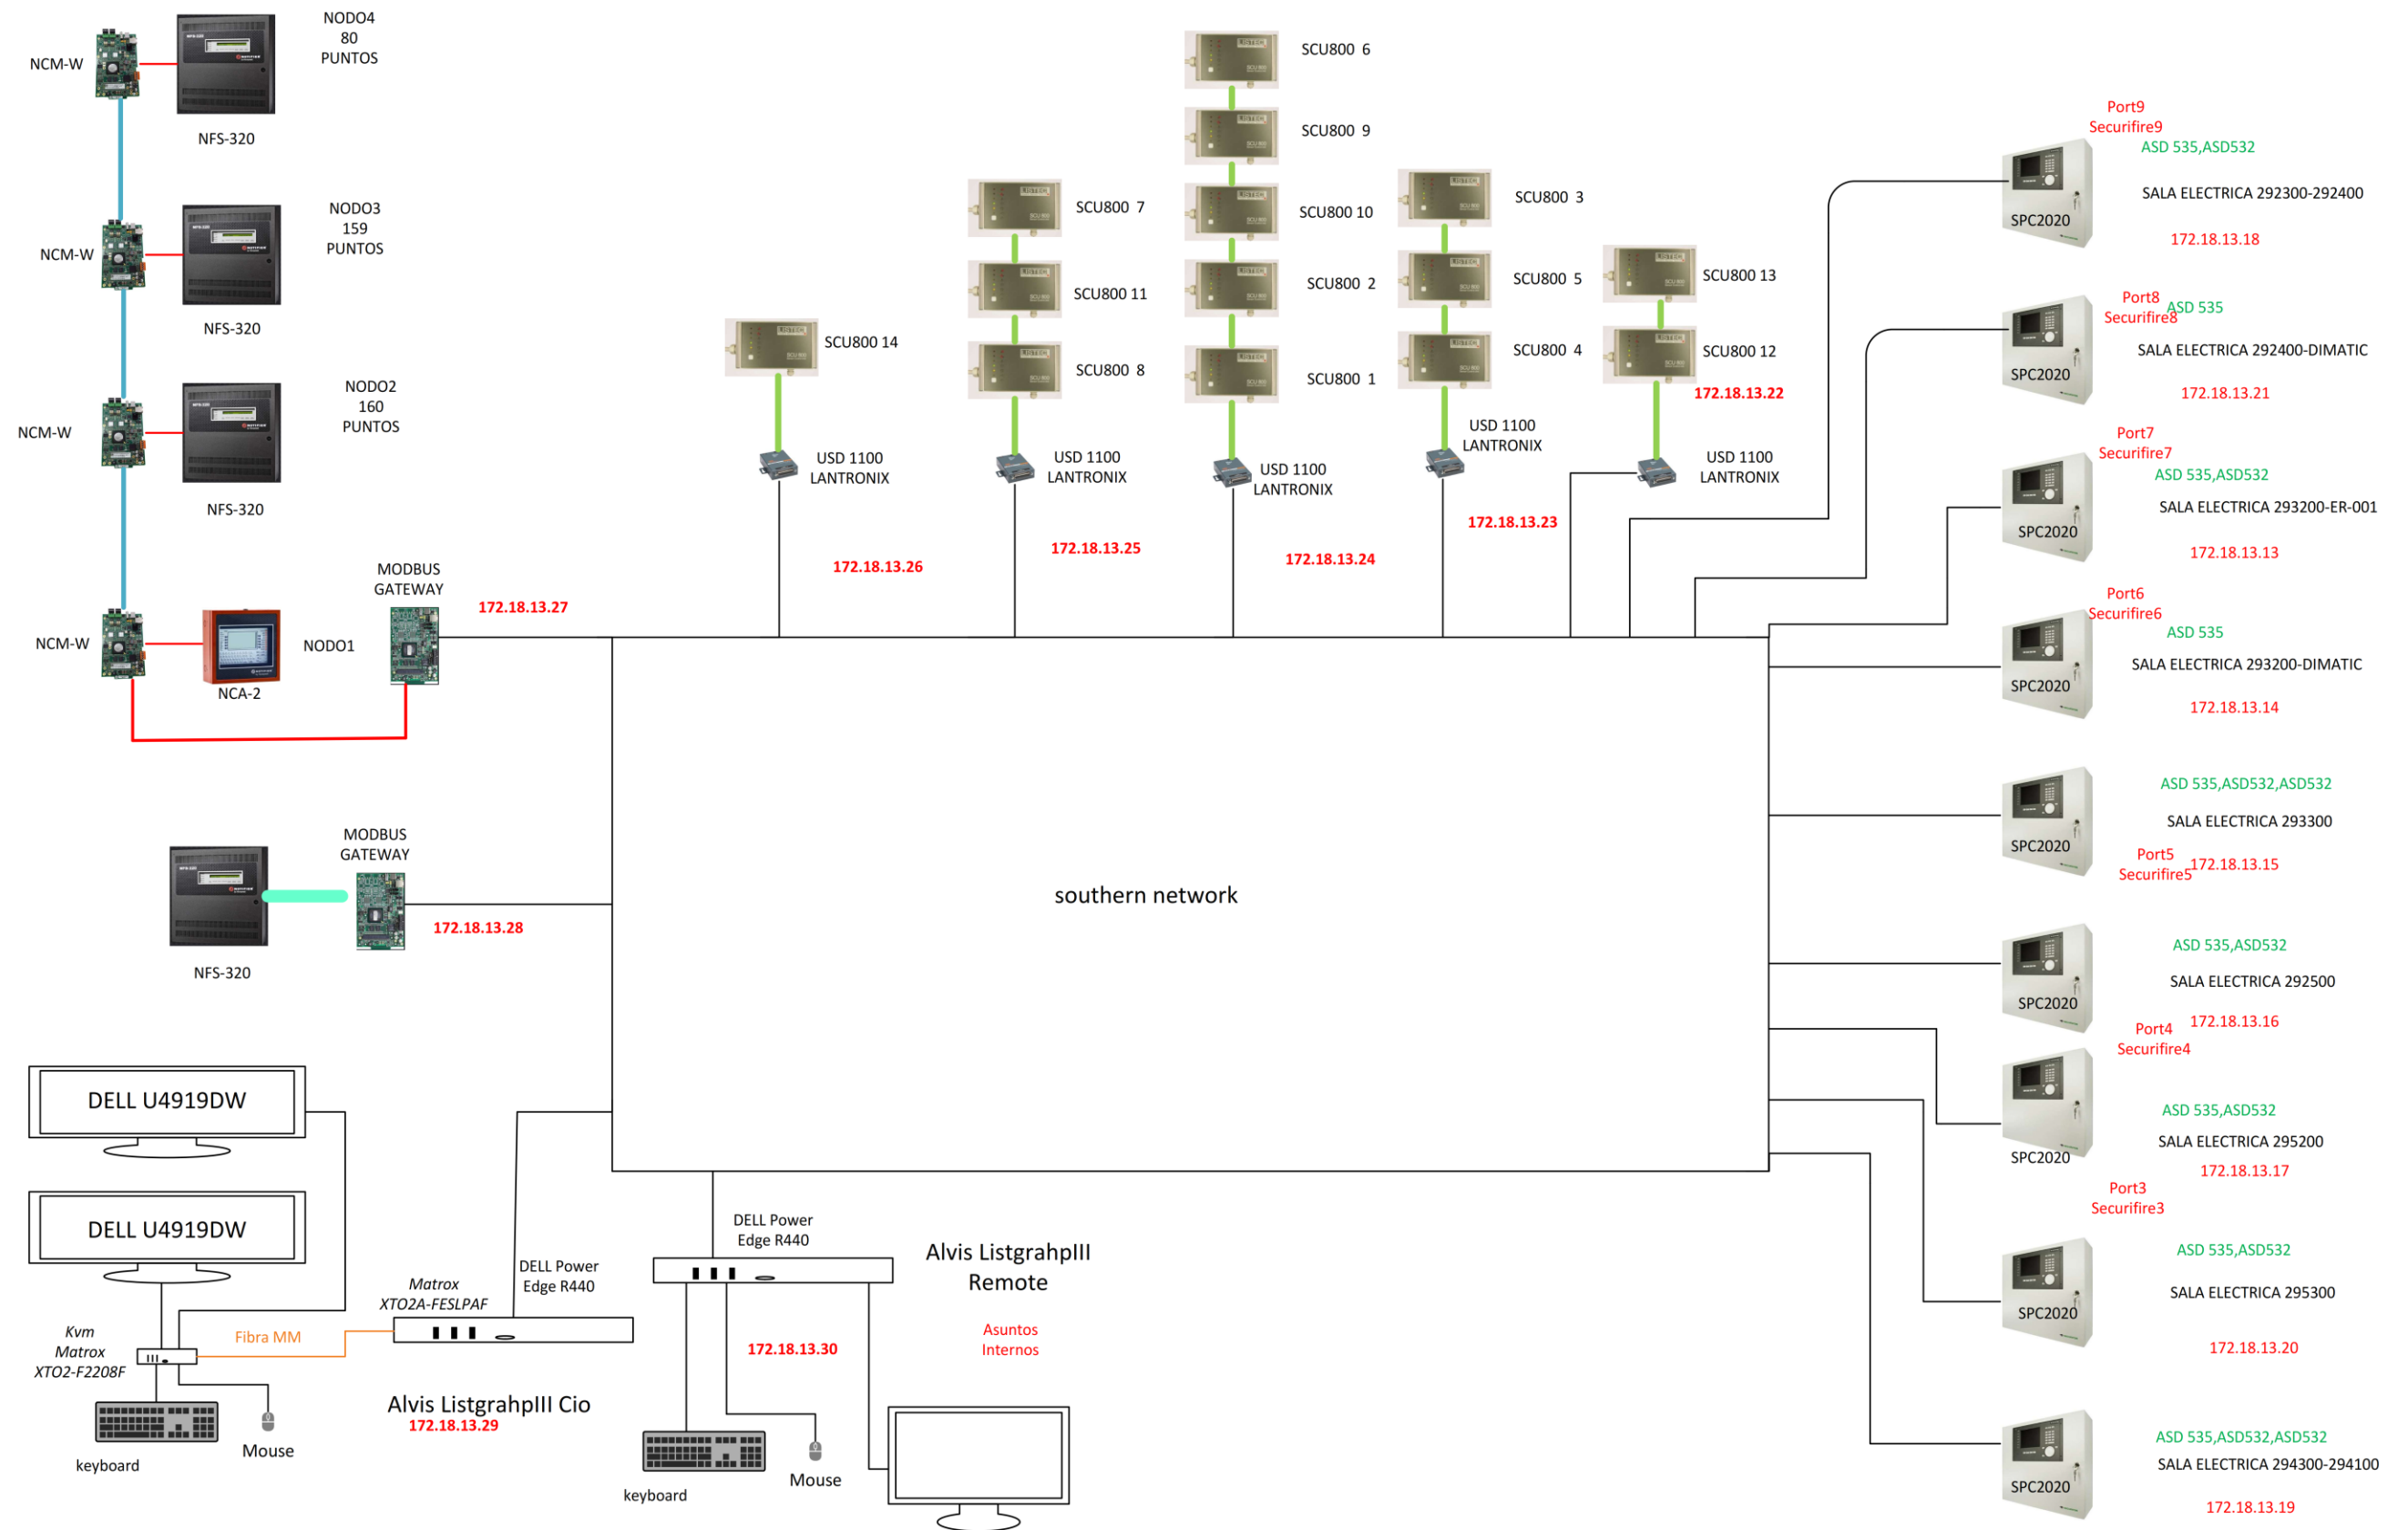 NODO4
80
PUNTOS
NCM-W
NFS-320
NODO3
159
PUNTOS
NCM-W
NFS-320
NODO2
160
PUNTOS
NCM-W
NFS-320
NCM-W
NODO1
NCA-2
MODBUS
GATEWAY
172.18.13.27
MODBUS
GATEWAY
172.18.13.28
NFS-320
SCU800 14
USD 1100
LANTRONIX
172.18.13.26
SCU800 7
SCU800 11
SCU800 8
USD 1100
LANTRONIX
172.18.13.25
SCU800 6
SCU800 9
SCU800 10
SCU800 2
SCU800 1
USD 1100
LANTRONIX
172.18.13.24
SCU800 3
SCU800 5
SCU800 4
USD 1100
LANTRONIX
172.18.13.23
SCU800 13
SCU800 12
172.18.13.22
USD 1100
LANTRONIX
southern network
Port9
Securifire9
ASD 535,ASD532
SALA ELECTRICA 292300-292400
SPC2020
172.18.13.18
Port8
Securifire8
ASD 535
SALA ELECTRICA 292400-DIMATIC
SPC2020
172.18.13.21
Port7
Securifire7
ASD 535,ASD532
SALA ELECTRICA 293200-ER-001
SPC2020
172.18.13.13
Port6
Securifire6
ASD 535
SALA ELECTRICA 293200-DIMATIC
SPC2020
172.18.13.14
ASD 535,ASD532,ASD532
SALA ELECTRICA 293300
SPC2020
Port5
Securifire5
172.18.13.15
ASD 535,ASD532
SALA ELECTRICA 292500
SPC2020
172.18.13.16
Port4
Securifire4
ASD 535,ASD532
SALA ELECTRICA 295200
SPC2020
172.18.13.17
Port3
Securifire3
ASD 535,ASD532
SALA ELECTRICA 295300
SPC2020
172.18.13.20
ASD 535,ASD532,ASD532
SALA ELECTRICA 294300-294100
SPC2020
172.18.13.19
DELL U4919DW
DELL U4919DW
Kvm
Matrox
XTO2-F2208F
Fibra MM
keyboard
Mouse
Matrox
XTO2A-FESLPAF
DELL Power
Edge R440
Alvis ListgrahpIII Cio
172.18.13.29
DELL Power
Edge R440
Alvis ListgrahpIII
Remote
Asuntos
Internos
172.18.13.30
keyboard
Mouse